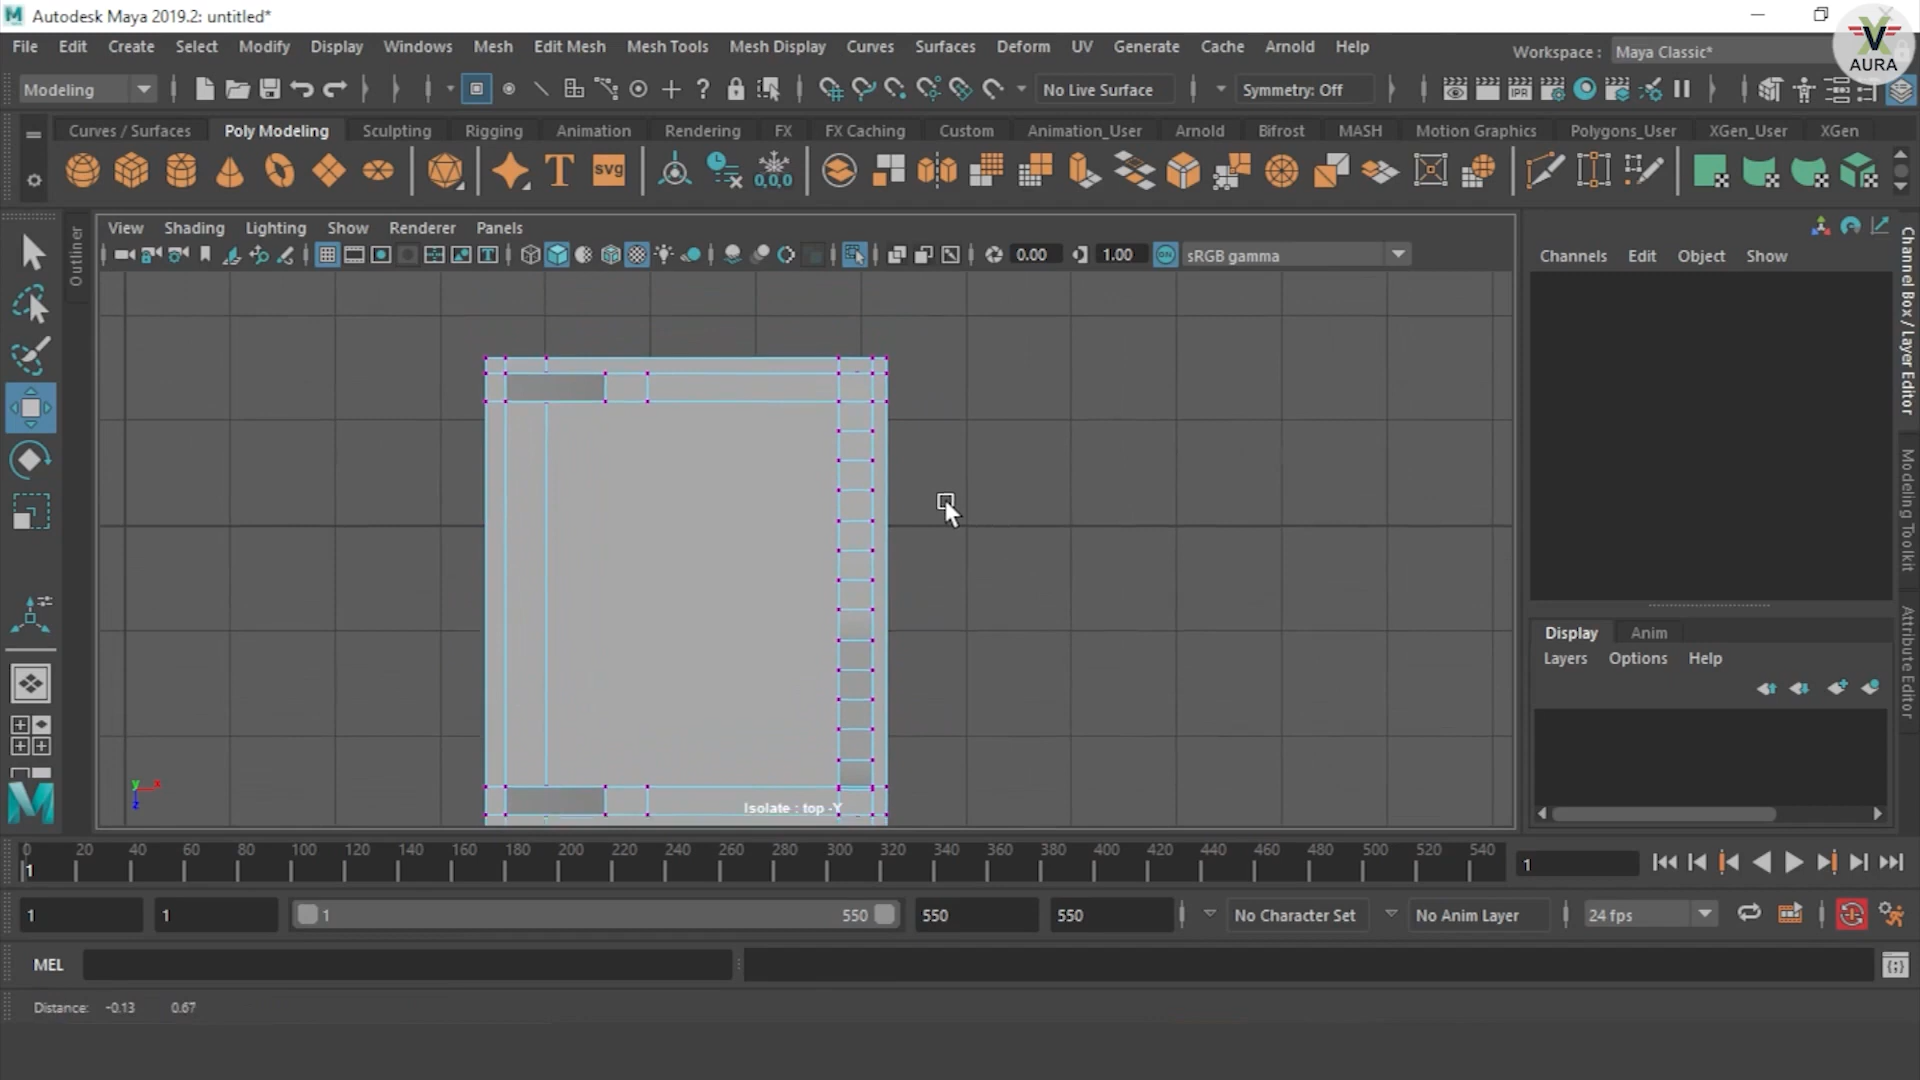 Autodesk Maya 2019.2: untitled*
File Edit Create Select Modify Display Windows Mesh Edit Mesh Mesh Tools Mesh Display Curves Surfaces Deform UV Generate Cache Arnold Help
Workspace : Maya Classic*
AURA
Modeling No Live Surface Symmetry: Off IPR
Curves / Surfaces Poly Modeling Sculpting Rigging Animation Rendering FX FX Caching Custom Animation_User Arnold Bifrost MASH Motion Graphics Polygons_User XGen_User XGen
T SVG 0,0,0
Outliner
View Shading Lighting Show Renderer Panels
0.00 1.00 ON sRGB gamma
Channels Edit Object Show
Channel Box / Layer Editor
Modeling Toolkit
Attribute Editor
Display Anim
Layers Options Help
y x z
Isolate : top -Y
0 20 40 60 80 100 120 140 160 180 200 220 240 260 280 300 320 340 360 380 400 420 440 460 480 500 520 540
1
1
1 1 1 550 550 550 No Character Set No Anim Layer 24 fps
MEL
Distance: -0.13 0.67